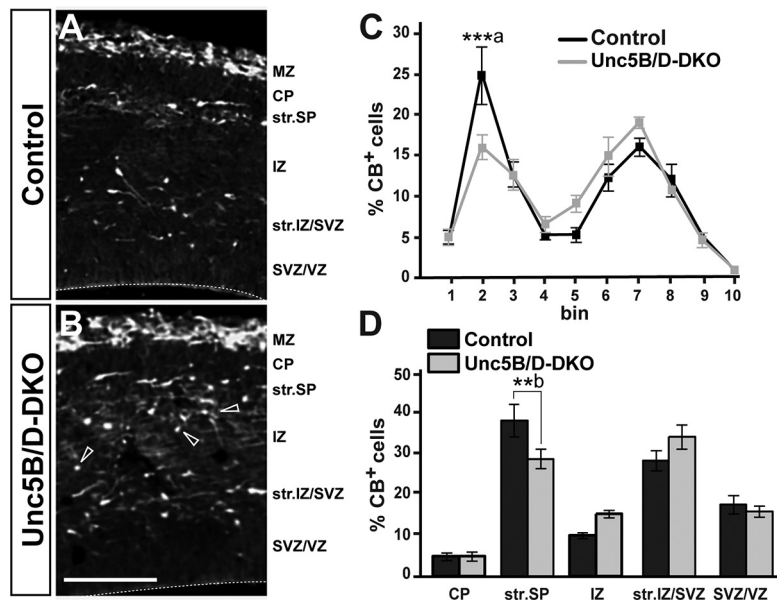 A
Control
MZ
CP
str.SP
IZ
str.IZ/SVZ
SVZ/VZ
B
Unc5B/D-DKO
MZ
CP
str.SP
IZ
str.IZ/SVZ
SVZ/VZ
C
***a
Control
Unc5B/D-DKO
% CB+ cells
30
25
20
15
10
5
0
1 2 3 4 5 6 7 8 9 10
bin
D
Control
Unc5B/D-DKO
**b
% CB+ cells
50
40
30
20
10
0
CP str.SP IZ str.IZ/SVZ SVZ/VZ